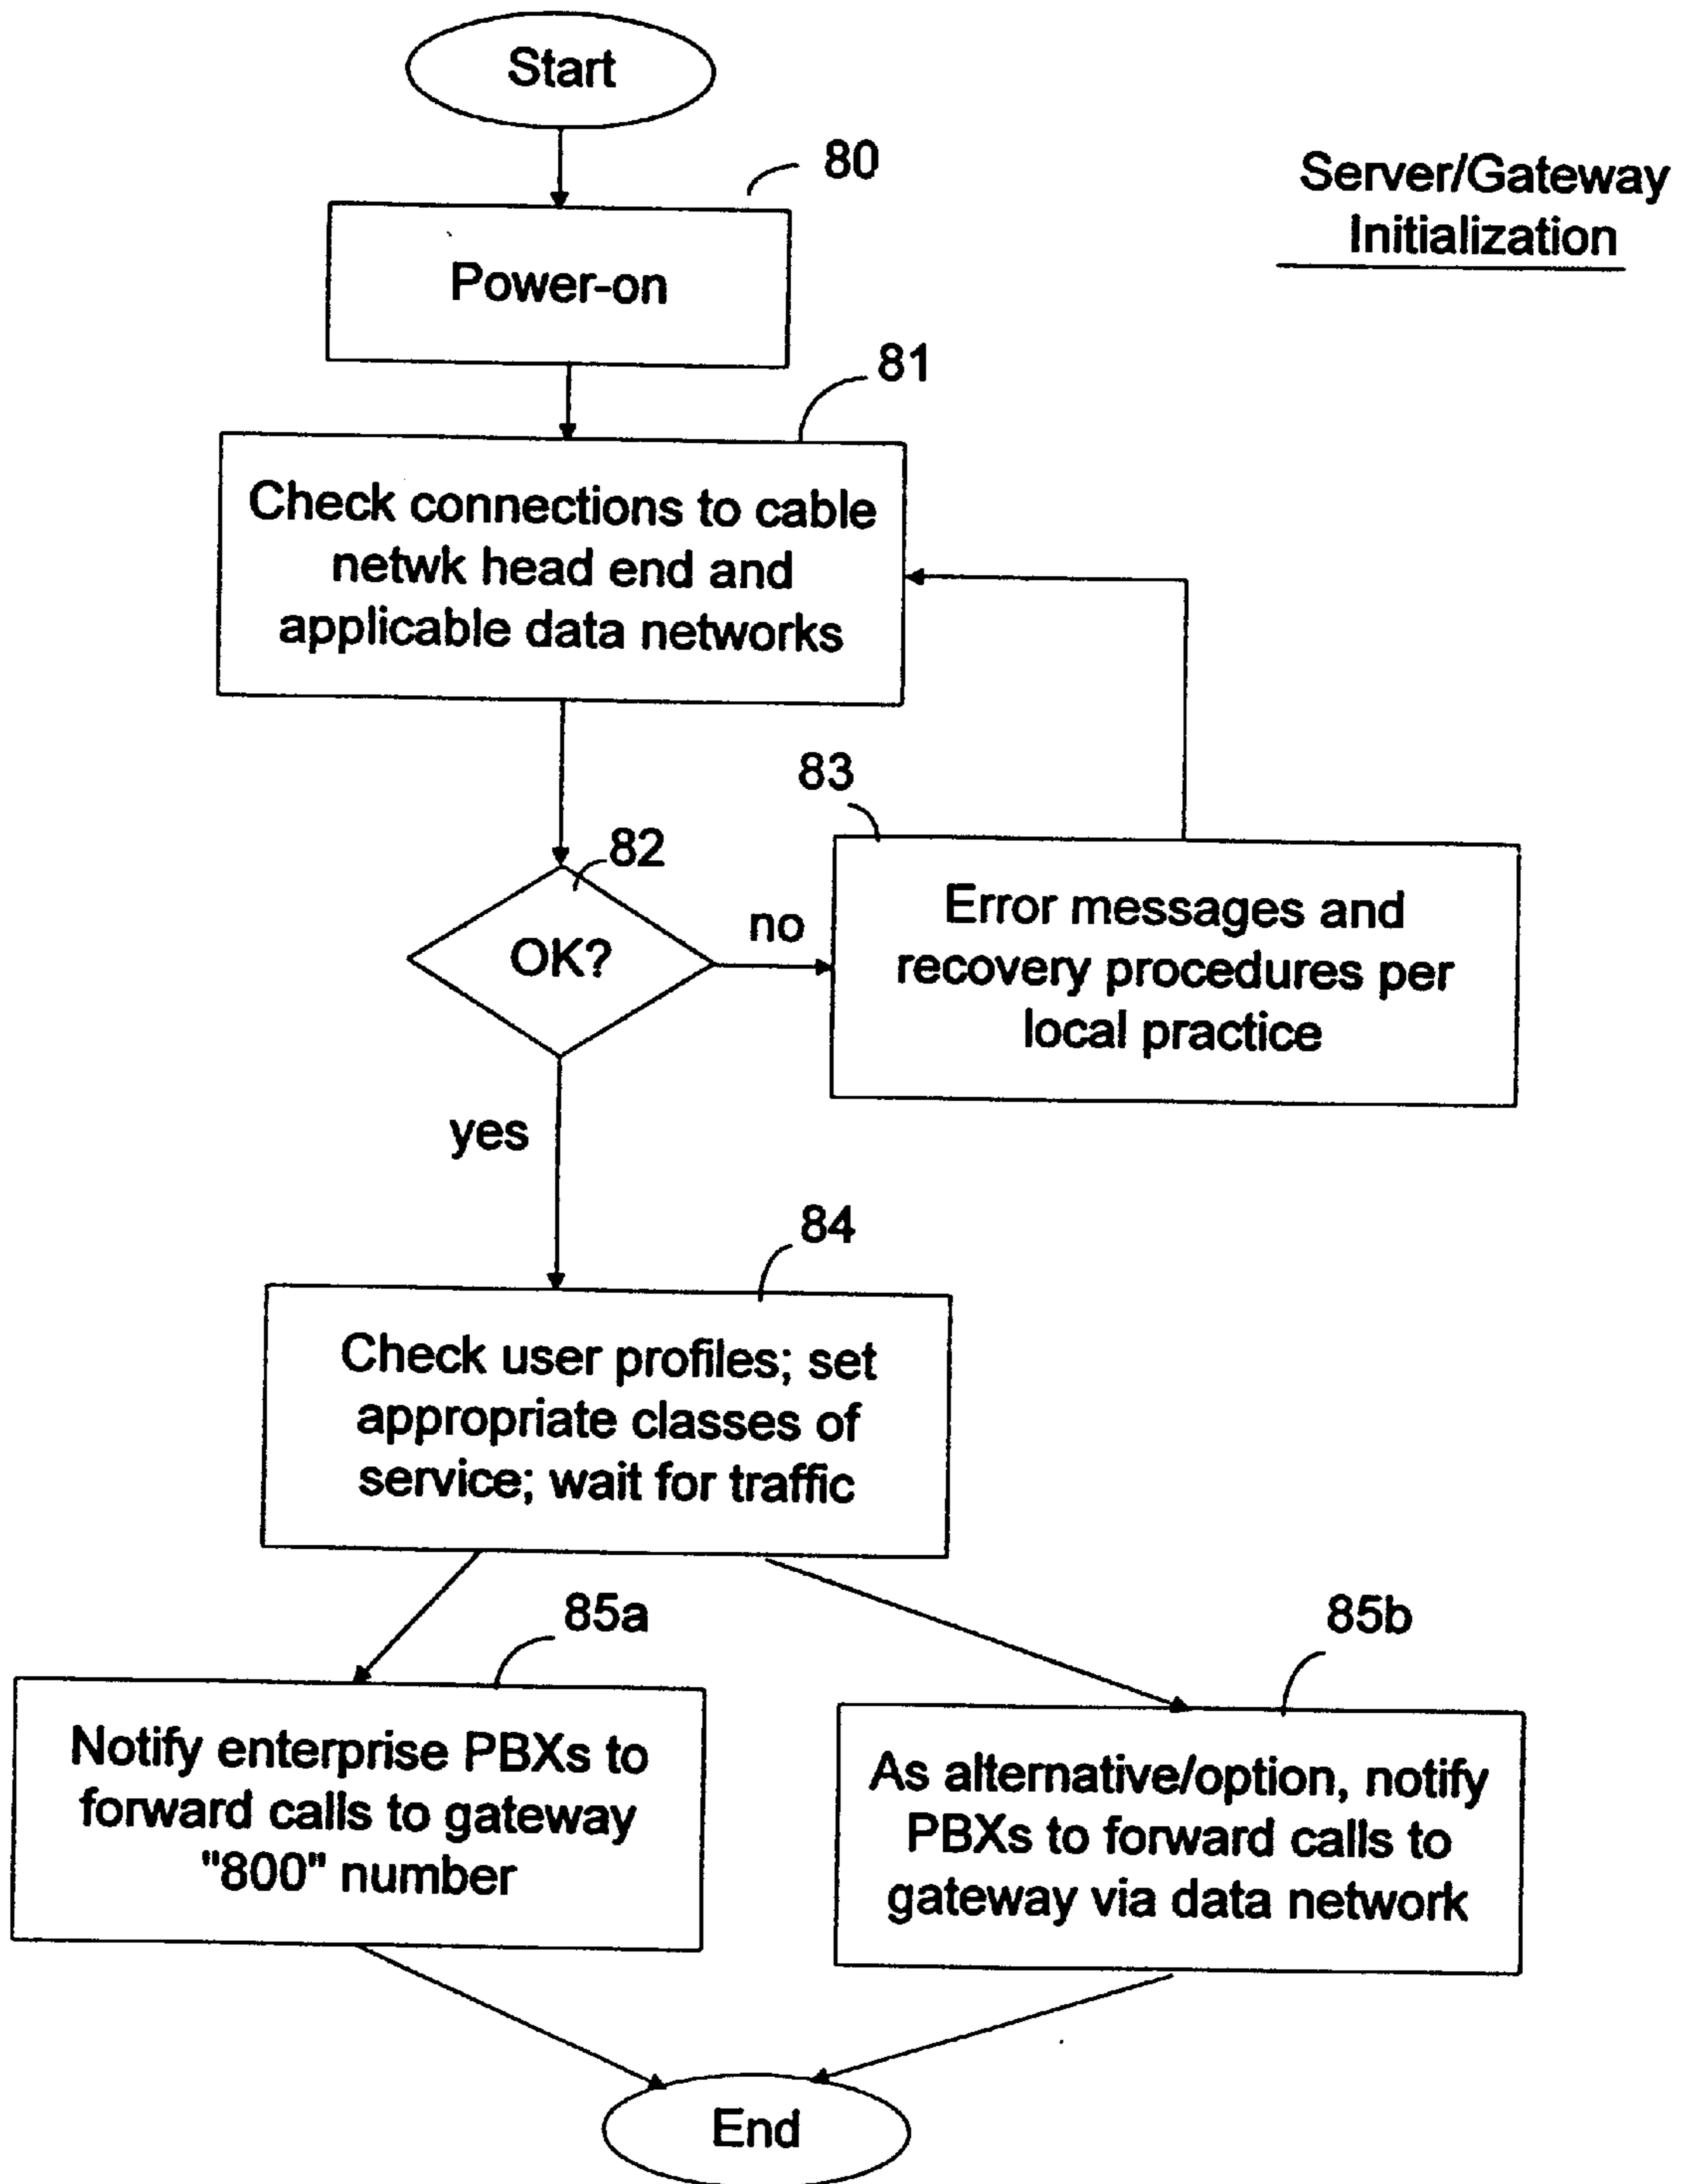 Start
80
Server/Gateway
Initialization
Power-on
81
Check connections to cable
netwk head end and
applicable data networks
83
82
OK?
no
Error messages and
recovery procedures per
local practice
yes
84
Check user profiles; set
appropriate classes of
service; wait for traffic
85a
85b
Notify enterprise PBXs to
forward calls to gateway
"800" number
As alternative/option, notify
PBXs to forward calls to
gateway via data network
End